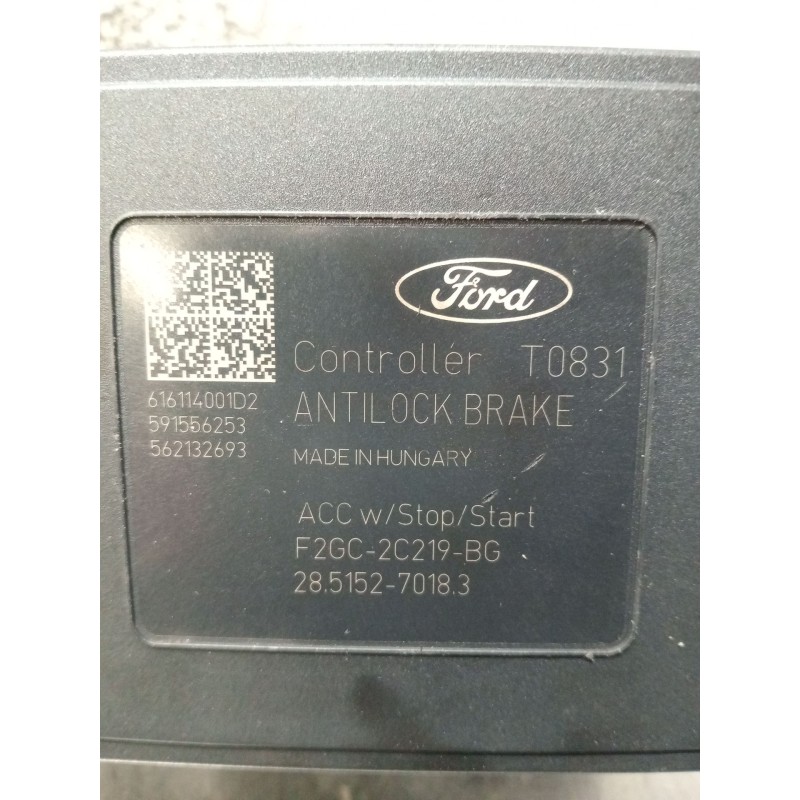 Ford
Controller T0831
616114001D2
ANTILOCK BRAKE
591556253
562132693
MADE IN HUNGARY
ACC w/Stop/Start
F2GC-2C219-BG
28.5152-7018.3